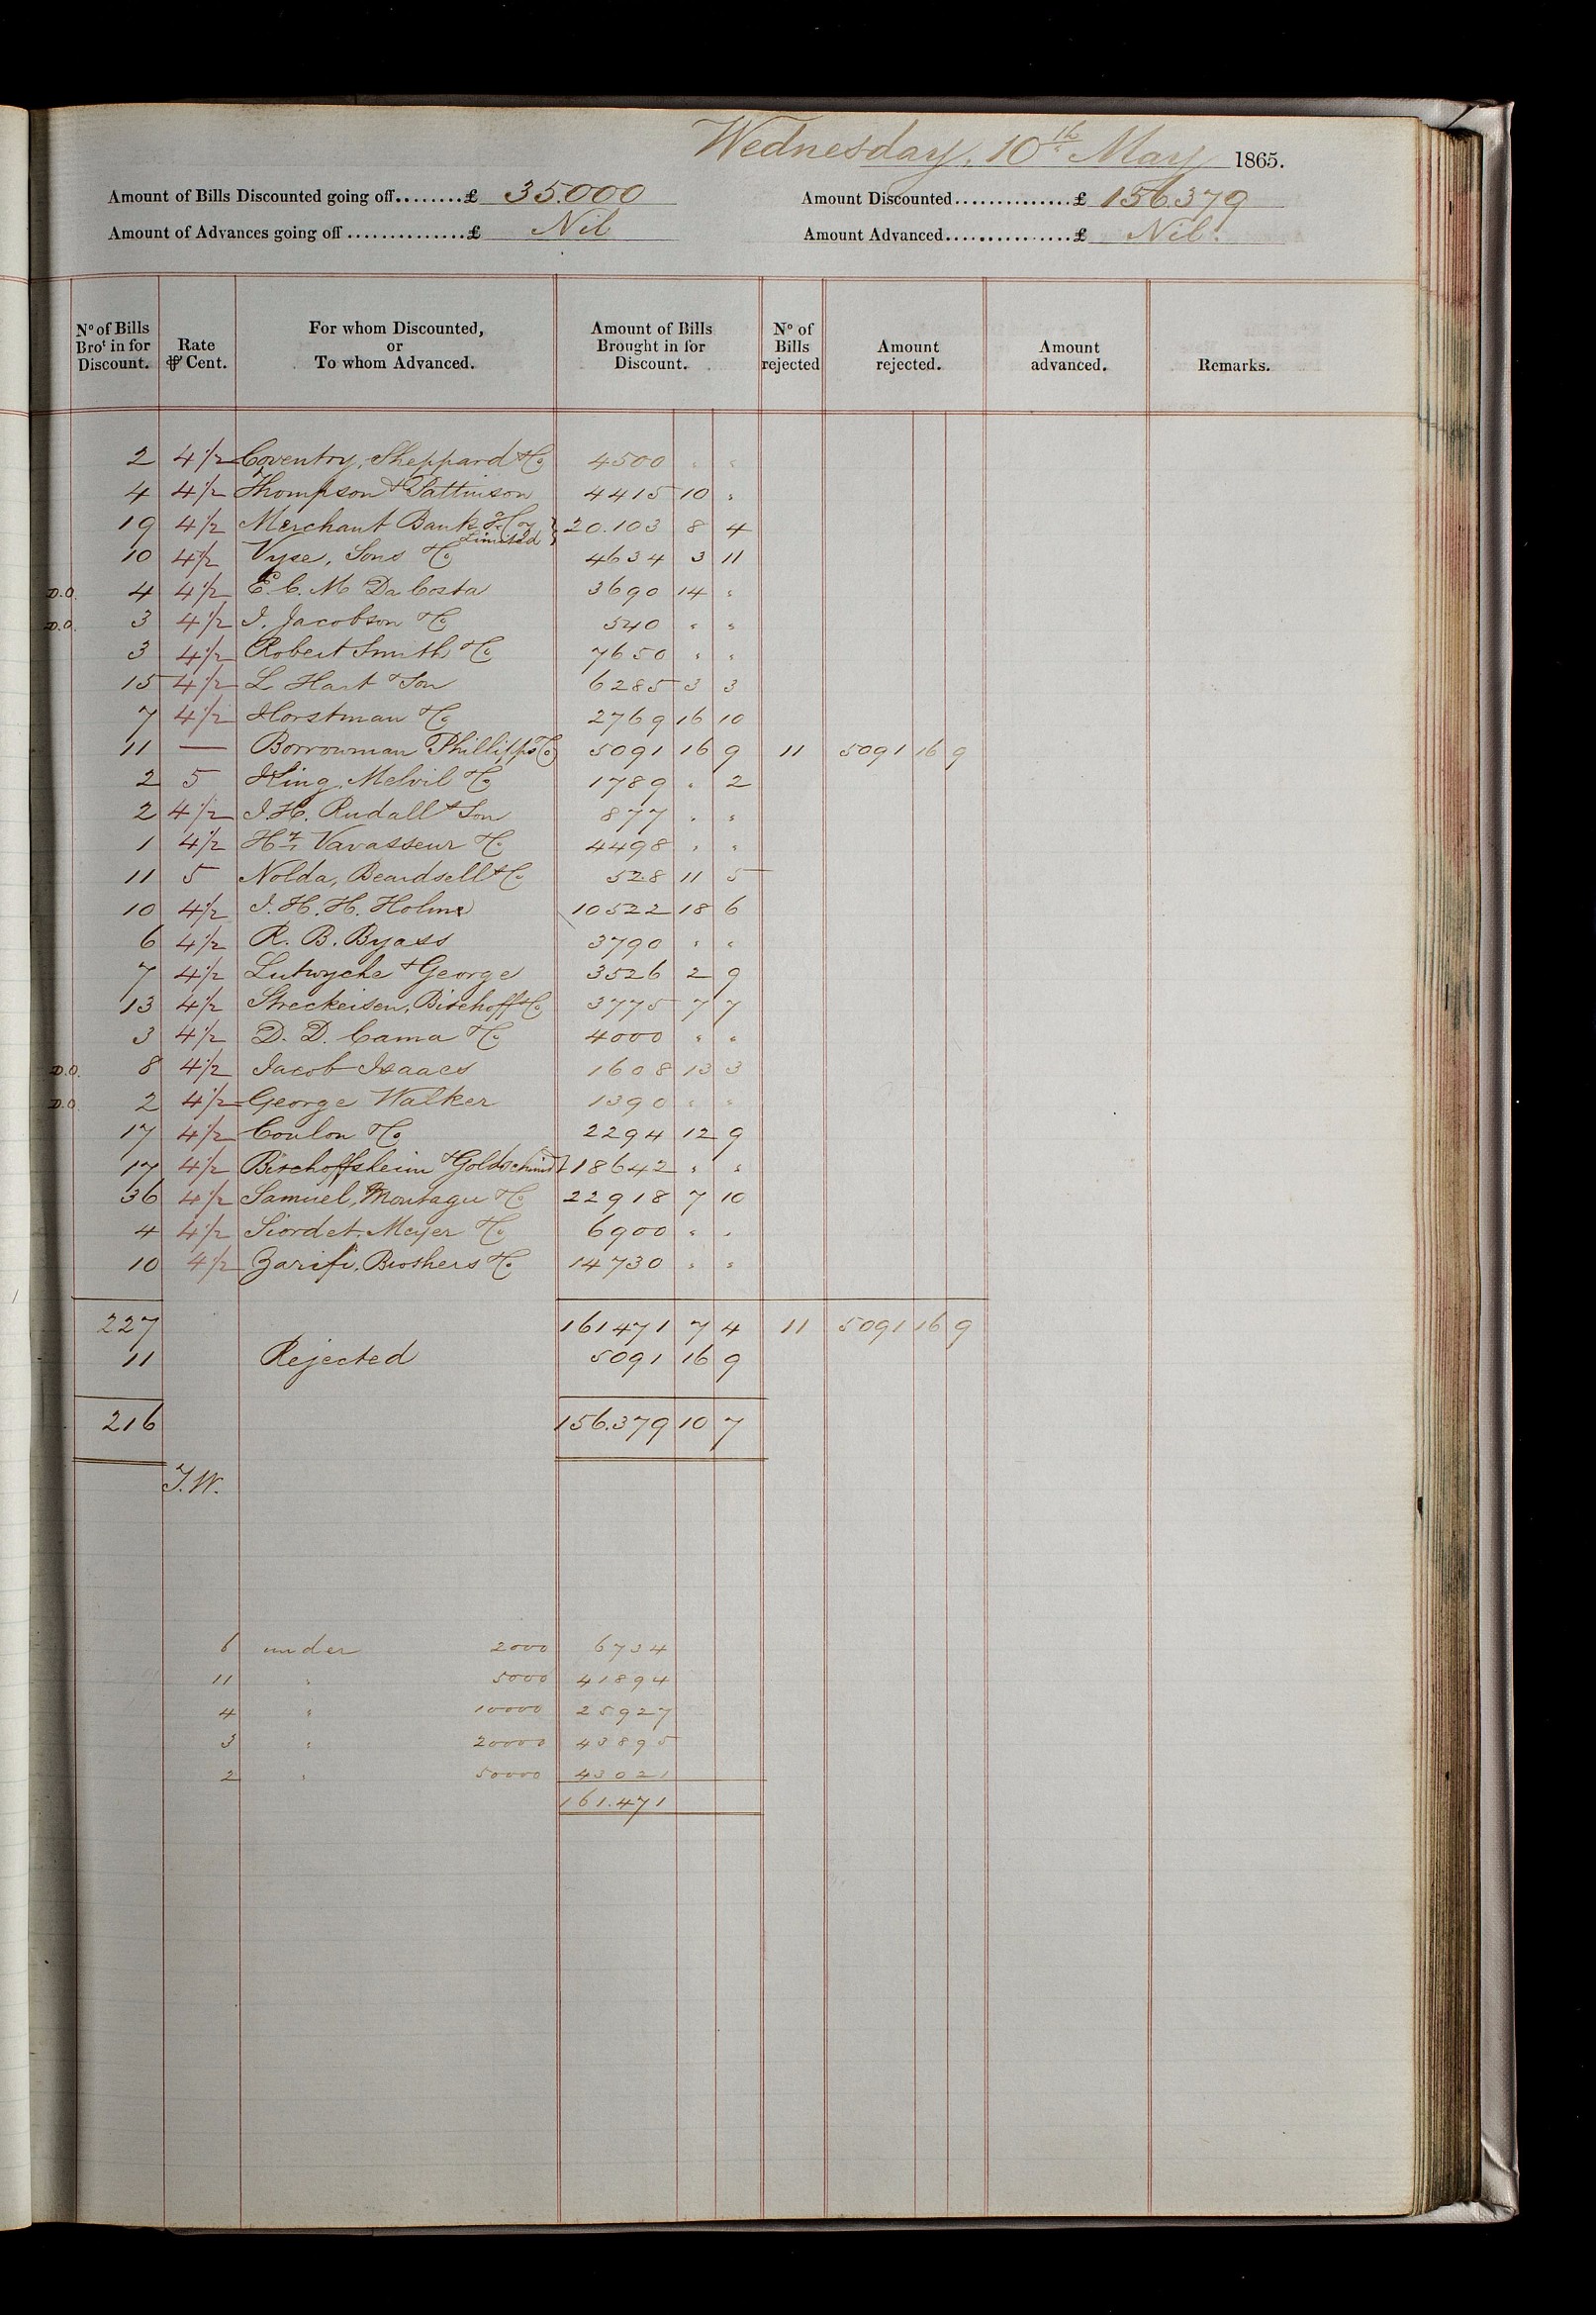 Wednesday, 10th May 1865.
Amount of Bills Discounted going off........£ 35.000 Amount Discounted..............£ 156.379
Amount of Advances going off..............£ Nil Amount Advanced................£ Nil.
No of Bills Brot in for Discount. Rate ⅌ Cent. For whom Discounted, or To whom Advanced. Amount of Bills Brought in for Discount. No of Bills rejected Amount rejected. Amount advanced. Remarks.
2 4½ Coventry, Sheppard & Co 4500 " "
4 4½ Thompson & Pattinson 4415 10 "
19 4½ Merchant Bank &c Limited } 20.103 8 4
10 4½ Vyse, Sons & Co 4634 3 11
D.O. 4 4½ E. C. M Da Costa 3690 14 "
D.O. 3 4½ I. Jacobson & Co 540 " "
3 4½ Robert Smith & Co 7650 " "
15 4½ L Hart & Son 6285 3 3
7 4½ Horstman & Co 2769 16 10
11 — Borrowman Phillipps & Co 5091 16 9 11 5091 16 9
2 5 King, Melvil & Co 1789 " 2
2 4½ J. H. Rudall & Son 877 " "
1 4½ Hy Vavasseur & Co 4498 " "
11 5 Nolda, Beardsell & Co 528 11 5
10 4½ J. H. H. Holme 10522 18 6
6 4½ R. B. Byass 3790 " "
7 4½ Lutwyche & George 3526 2 9
13 4½ Streckeisen, Bischoff & Co 3775 7 7
3 4½ D. D. Cama & Co 4000 " "
D.O. 8 4½ Jacob Isaacs 1608 13 3
D.O. 2 4½ George Walker 1390 " "
17 4½ Coulon & Co 2294 12 9
17 4½ Bischoffsheim & Goldschmidt 18642 " "
36 4½ Samuel, Montagu & Co 22918 7 10
4 4½ Siordet, Meyer & Co 6900 " "
10 4½ Zarifi, Brothers & Co 14730 " "
227 161471 7 4 11 5091 16 9
11 Rejected 5091 16 9
216 156.379 10 7
J.W.
6 under 2000 6734
11 " 5000 41894
4 " 10000 25927
3 " 20000 43895
2 " 50000 43021
161.471